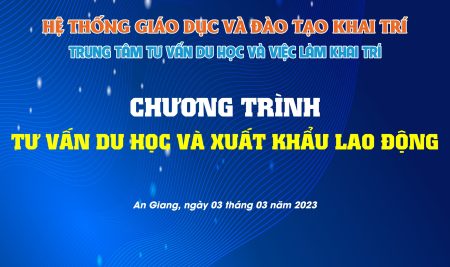 HỆ THỐNG GIÁO DỤC VÀ ĐÀO TẠO KHAI TRÍ
TRUNG TÂM TƯ VẤN DU HỌC VÀ VIỆC LÀM KHAI TRÍ
CHƯƠNG TRÌNH
TƯ VẤN DU HỌC VÀ XUẤT KHẨU LAO ĐỘNG
An Giang, ngày 03 tháng 03 năm 2023